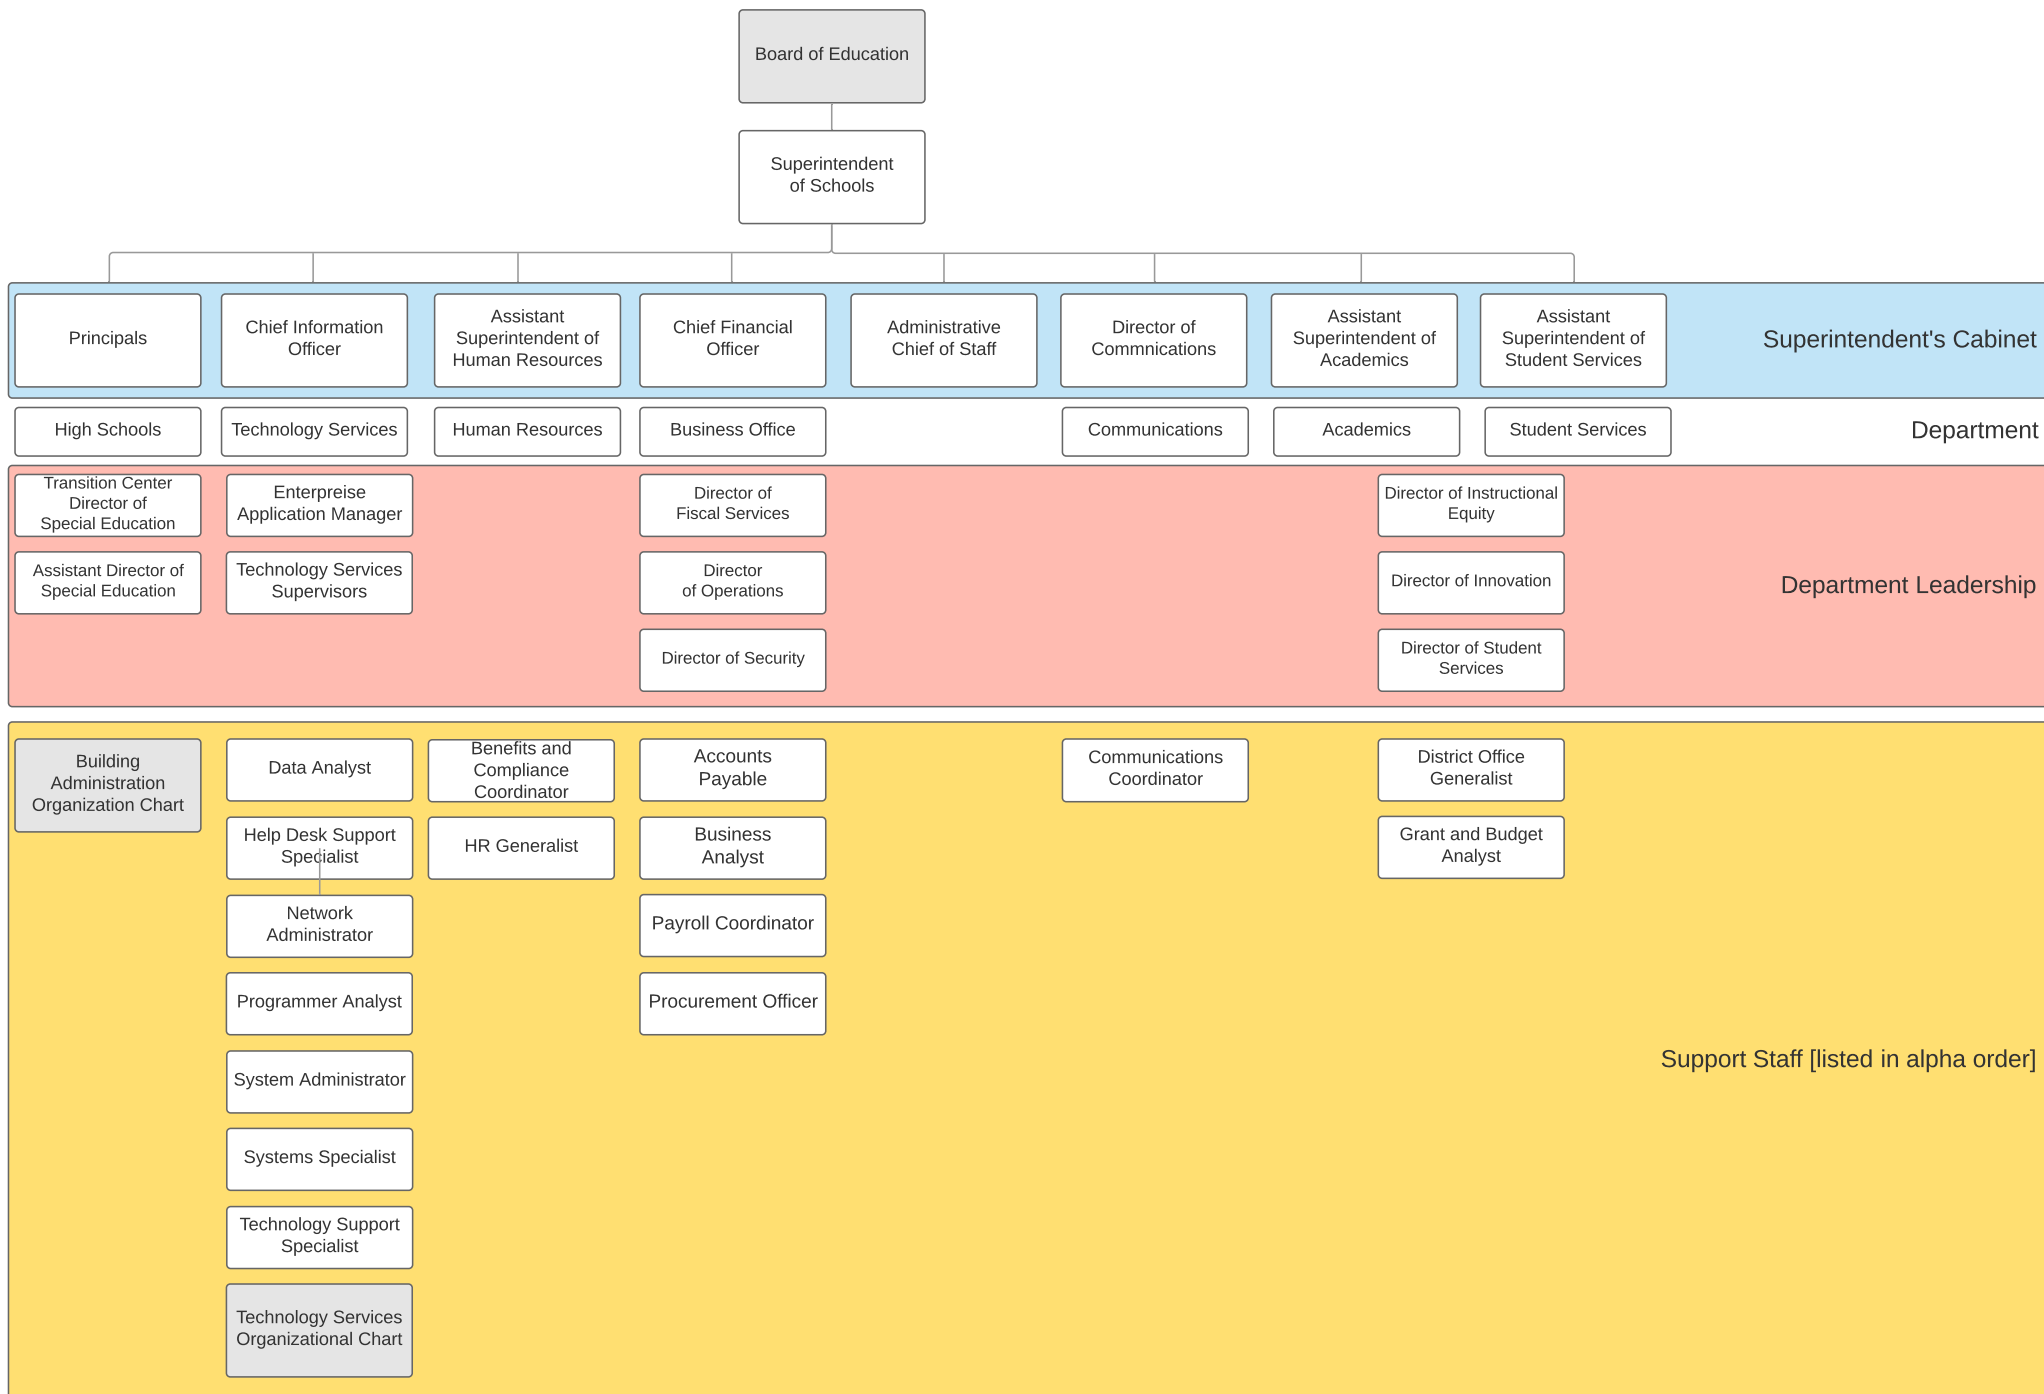 Board of Education
Superintendent
of Schools
Principals
Chief Information
Officer
Assistant
Superintendent of
Human Resources
Chief Financial
Officer
Administrative
Chief of Staff
Director of
Commnications
Assistant
Superintendent of
Academics
Assistant
Superintendent of
Student Services
Superintendent's Cabinet
High Schools
Technology Services
Human Resources
Business Office
Communications
Academics
Student Services
Department
Transition Center
Director of
Special Education
Enterpreise
Application Manager
Director of
Fiscal Services
Director of Instructional
Equity
Assistant Director of
Special Education
Technology Services
Supervisors
Director
of Operations
Director of Innovation
Department Leadership
Director of Security
Director of Student
Services
Building
Administration
Organization Chart
Data Analyst
Benefits and
Compliance
Coordinator
Accounts
Payable
Communications
Coordinator
District Office
Generalist
Help Desk Support
Specialist
HR Generalist
Business
Analyst
Grant and Budget
Analyst
Network
Administrator
Payroll Coordinator
Programmer Analyst
Procurement Officer
System Administrator
Support Staff [listed in alpha order]
Systems Specialist
Technology Support
Specialist
Technology Services
Organizational Chart